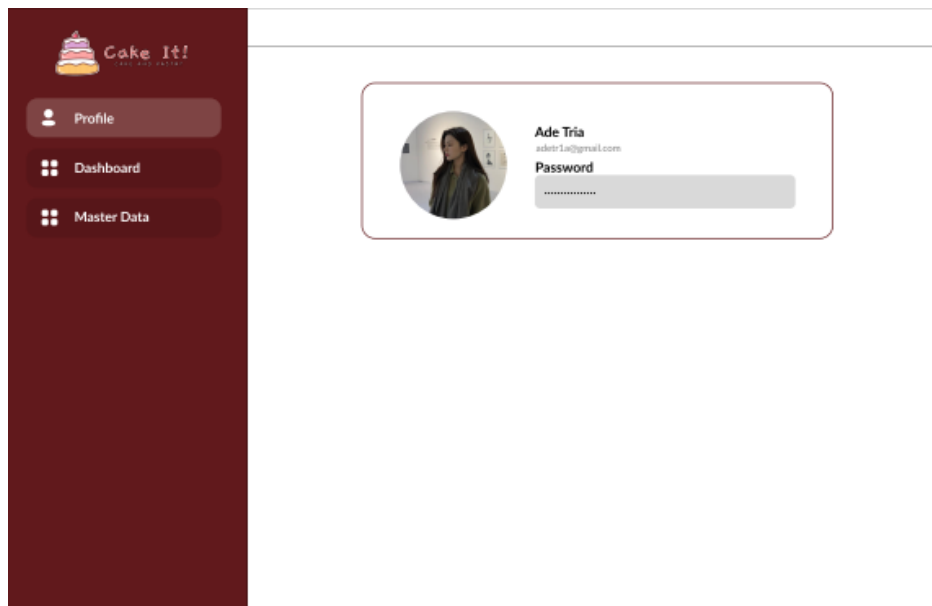 Cake It!
Profile
Dashboard
Master Data
Ade Tria
adetr1a@gmail.com
Password